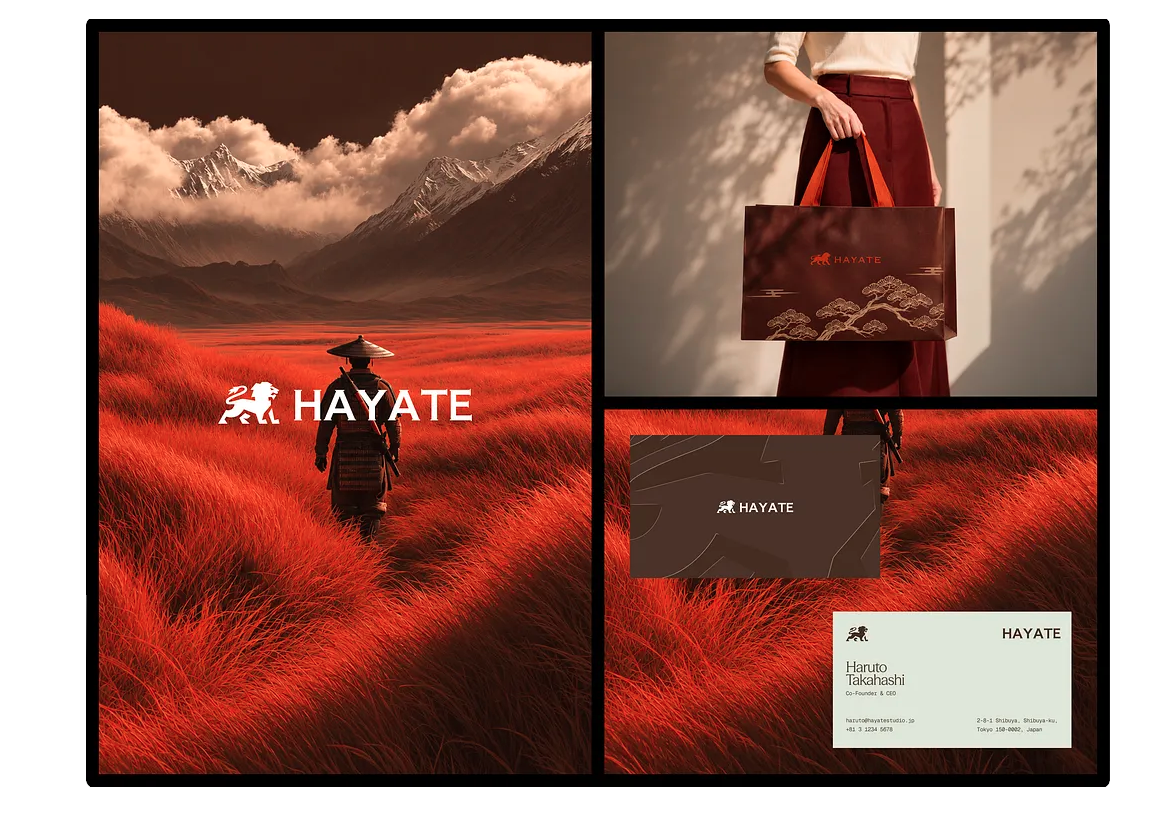 HAYATE
HAYATE
HAYATE
HAYATE
Haruto
Takahashi
Co-Founder & CEO
haruto@hayatestudio.jp
+81 3 1234 5678
2-8-1 Shibuya, Shibuya-ku,
Tokyo 150-0002, Japan